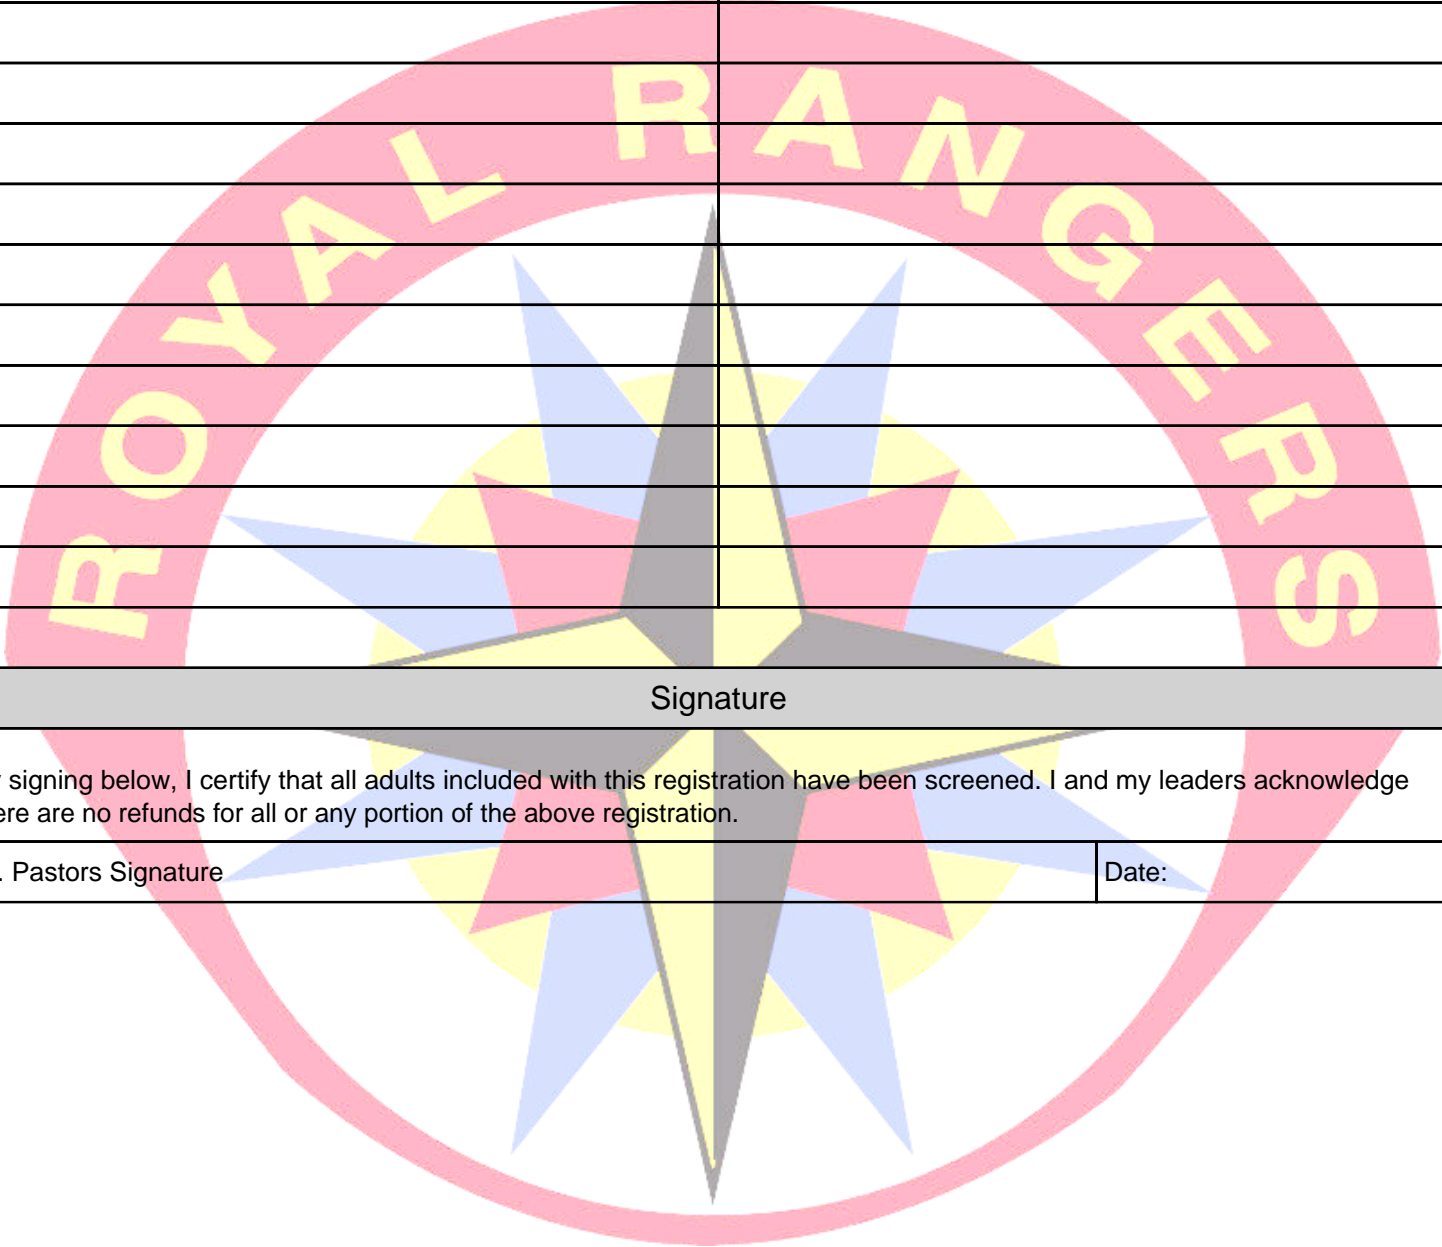 ROYAL RANGERS
Signature
signing below, I certify that all adults included with this registration have been screened. I and my leaders acknowledge
ere are no refunds for all or any portion of the above registration.
. Pastors Signature
Date: